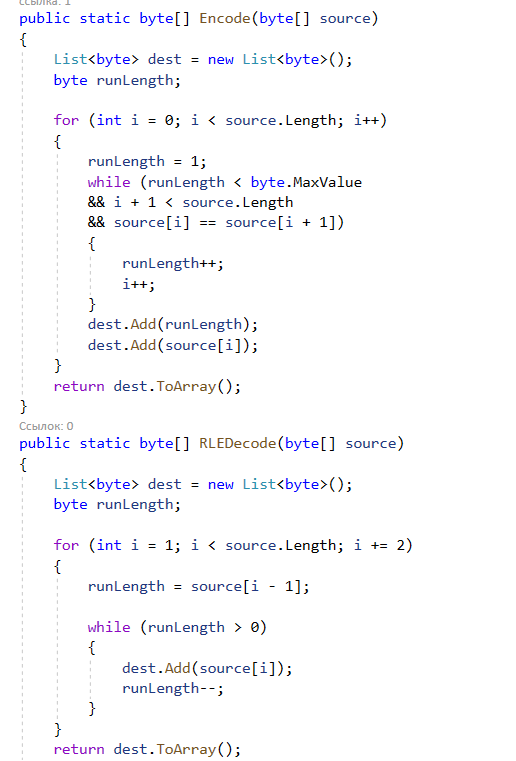 ссылка: 1
public static byte[] Encode(byte[] source)
{
    List<byte> dest = new List<byte>();
    byte runLength;

    for (int i = 0; i < source.Length; i++)
    {
        runLength = 1;
        while (runLength < byte.MaxValue
        && i + 1 < source.Length
        && source[i] == source[i + 1])
        {
            runLength++;
            i++;
        }
        dest.Add(runLength);
        dest.Add(source[i]);
    }
    return dest.ToArray();
}
Ссылок: 0
public static byte[] RLEDecode(byte[] source)
{
    List<byte> dest = new List<byte>();
    byte runLength;

    for (int i = 1; i < source.Length; i += 2)
    {
        runLength = source[i - 1];

        while (runLength > 0)
        {
            dest.Add(source[i]);
            runLength--;
        }
    }
    return dest.ToArray();